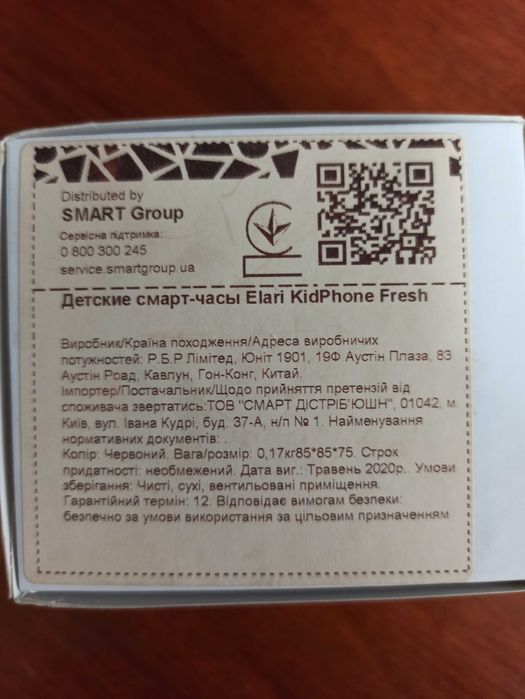 Distributed by
SMART Group
Сервісна підтримка:
0 800 300 245
service.smartgroup.ua
Детские смарт-часы Elari KidPhone Fresh
Виробник/Країна походження/Адреса виробничих
потужностей: Р.Б.Р Лімітед, Юніт 1901, 19Ф Аустін Плаза, 83
Аустін Роад, Кавлун, Гон-Конг, Китай.
Імпортер/Постачальник/Щодо прийняття претензій від
споживача звертатись:ТОВ "СМАРТ ДІСТРІБ'ЮШН", 01042, м.
Київ, вул. Івана Кудрі, буд. 37-А, н/п № 1. Найменування
нормативних документів: .
Колір: Червоний. Вага/розмір: 0,17кг85*85*75. Строк
придатності: необмежений. Дата виг.: Травень 2020р.. Умови
зберігання: Чисті, сухі, вентильовані приміщення.
Гарантійний термін: 12. Відповідає вимогам безпеки:
безпечно за умови використання за цільовим призначенням